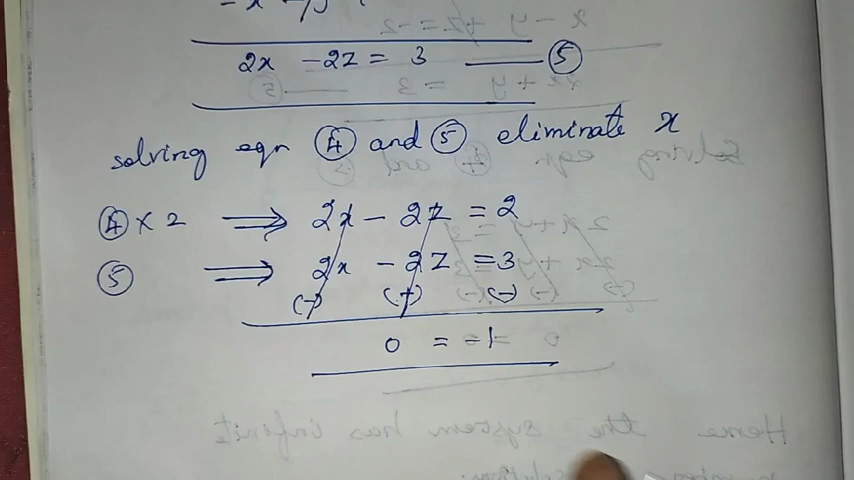 2x - 2z = 3 —— ⑤
solving eqn ④ and ⑤ eliminate x
④ × 2 ⟹ 2x - 2z = 2
⑤ ⟹ 2x - 2z = 3
(-) (+) (-)
0 = -1